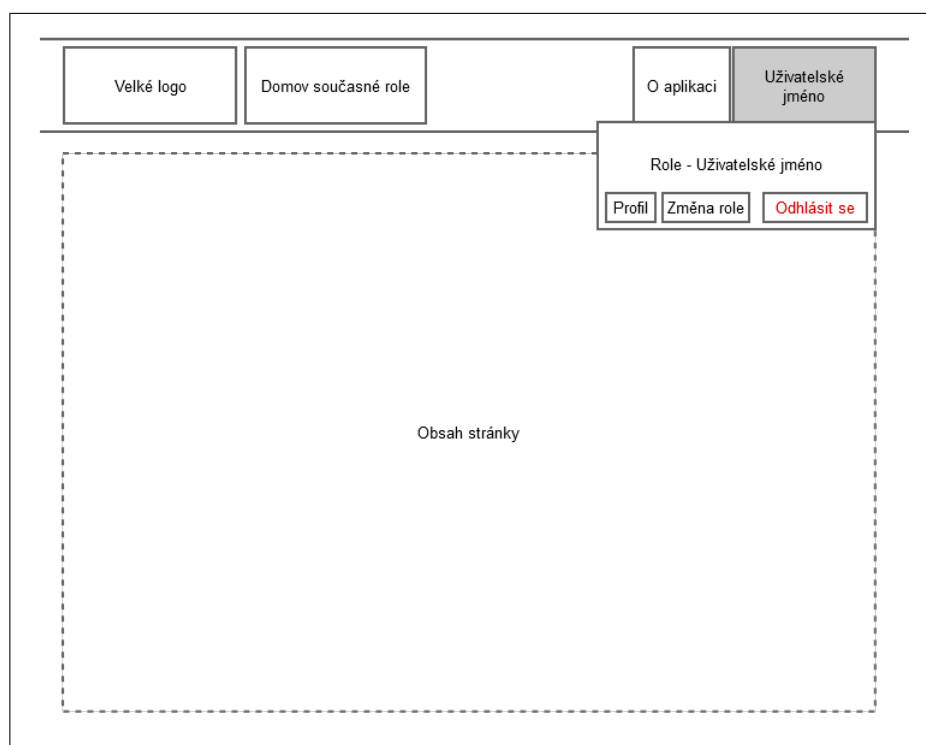 Velké logo
Domov současné role
O aplikaci
Uživatelské
jméno
Role - Uživatelské jméno
Profil
Změna role
Odhlásit se
Obsah stránky